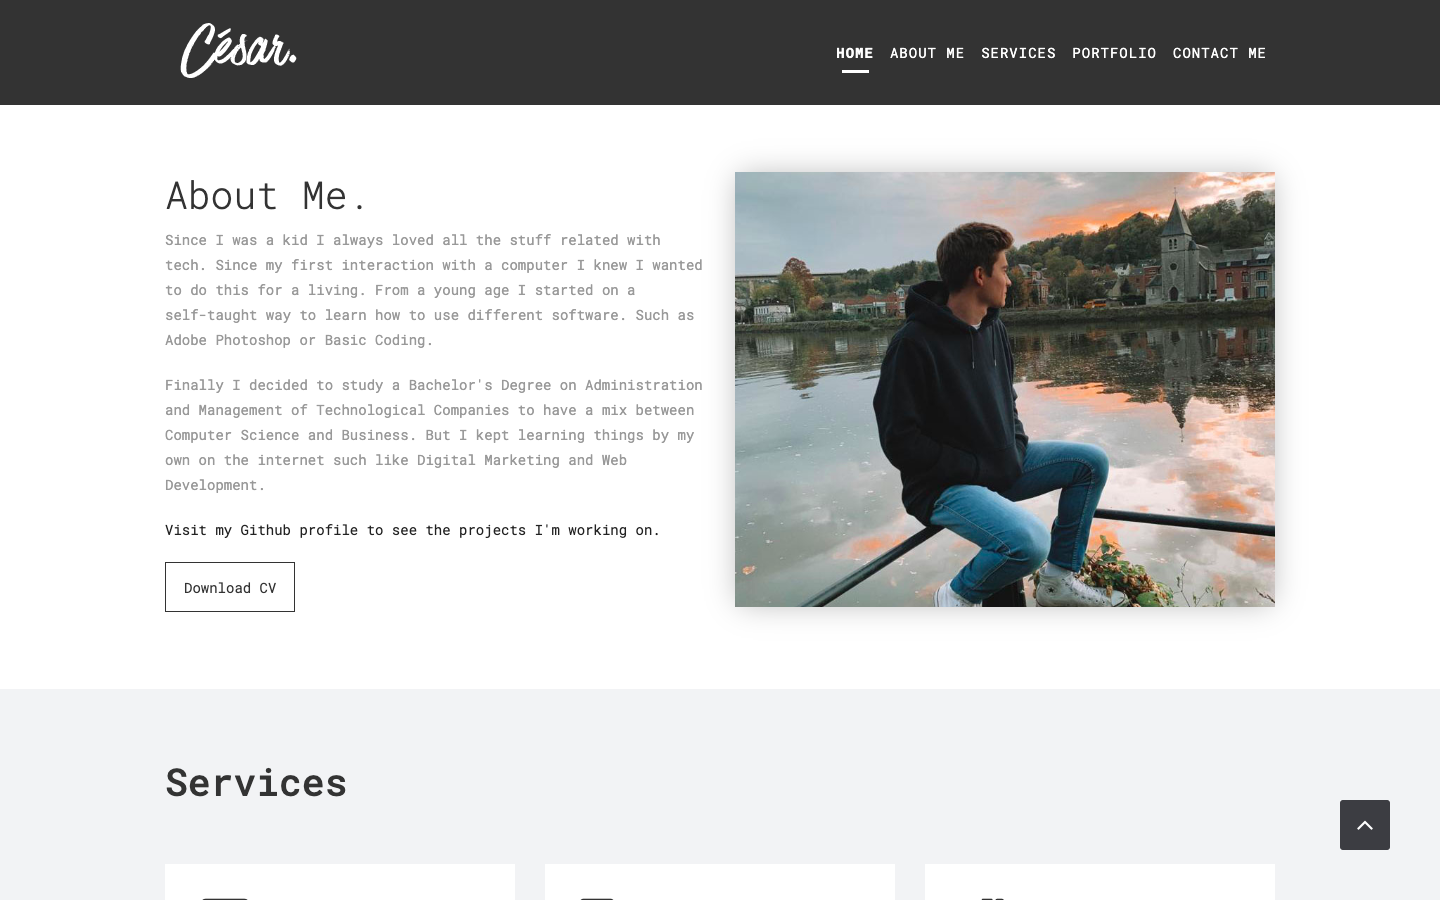 César.
HOME ABOUT ME SERVICES PORTFOLIO CONTACT ME
About Me.
Since I was a kid I always loved all the stuff related with
tech. Since my first interaction with a computer I knew I wanted
to do this for a living. From a young age I started on a
self-taught way to learn how to use different software. Such as
Adobe Photoshop or Basic Coding.
Finally I decided to study a Bachelor's Degree on Administration
and Management of Technological Companies to have a mix between
Computer Science and Business. But I kept learning things by my
own on the internet such like Digital Marketing and Web
Development.
Visit my Github profile to see the projects I'm working on.
Download CV
Services